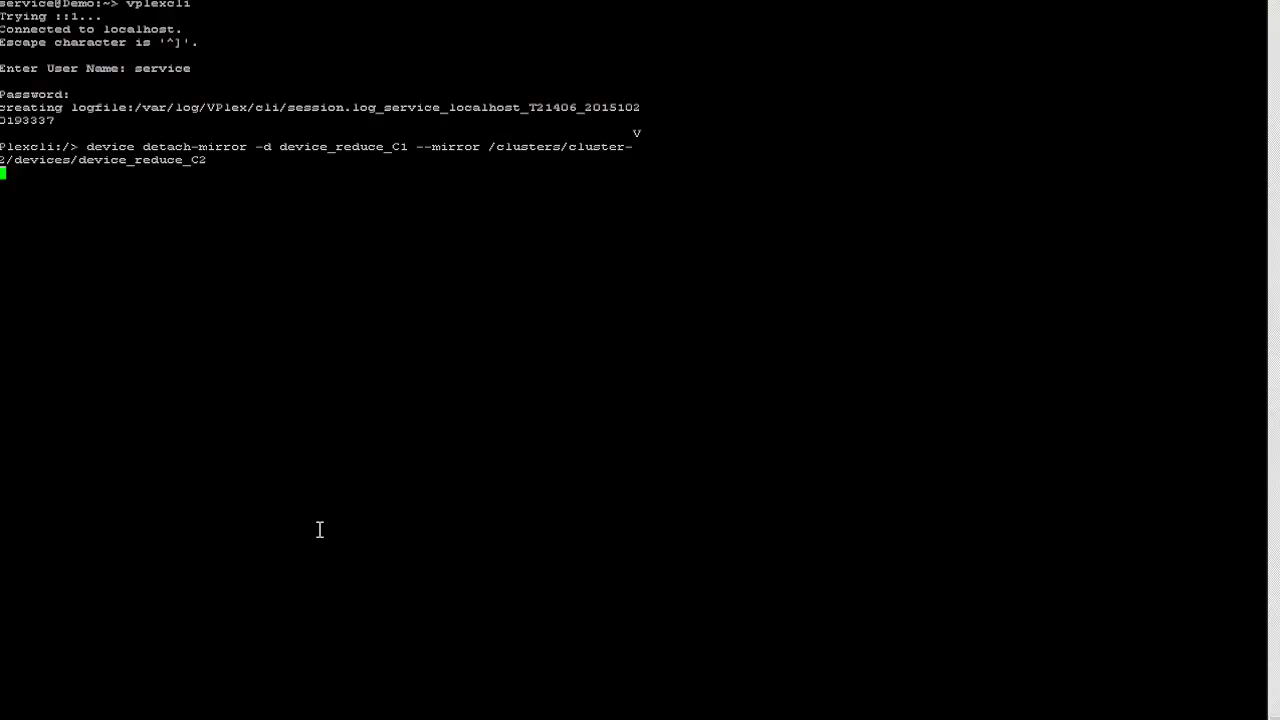 service@Demo:~> vplexcli
Trying ::1...
Connected to localhost.
Escape character is '^]'.
Enter User Name: service
Password:
creating logfile:/var/log/VPlex/cli/session.log_service_localhost_T21406_2015102
0193337
V
Plexcli:/> device detach-mirror -d device_reduce_C1 --mirror /clusters/cluster-
2/devices/device_reduce_C2